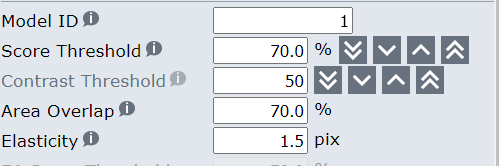 Model ID 1
Score Threshold 70.0 %
Contrast Threshold 50
Area Overlap 70.0 %
Elasticity 1.5 pix